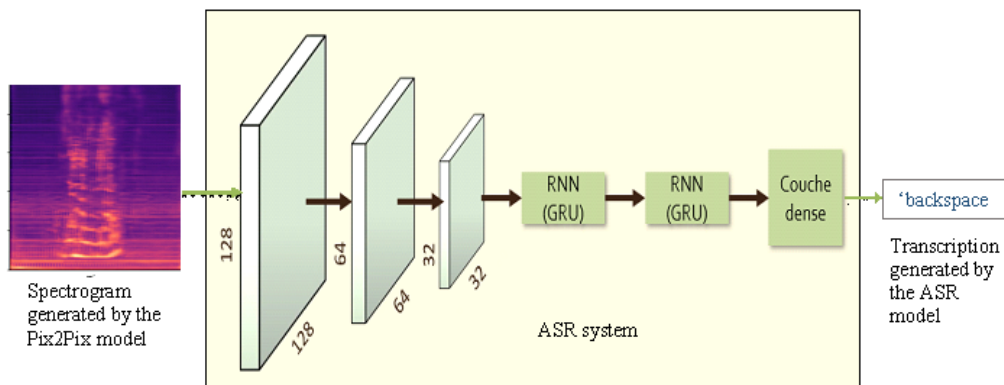 Spectrogram
generated by the
Pix2Pix model
128
128
64
64
32
32
RNN
(GRU)
RNN
(GRU)
Couche
dense
ASR system
‘backspace
Transcription
generated by
the ASR
model